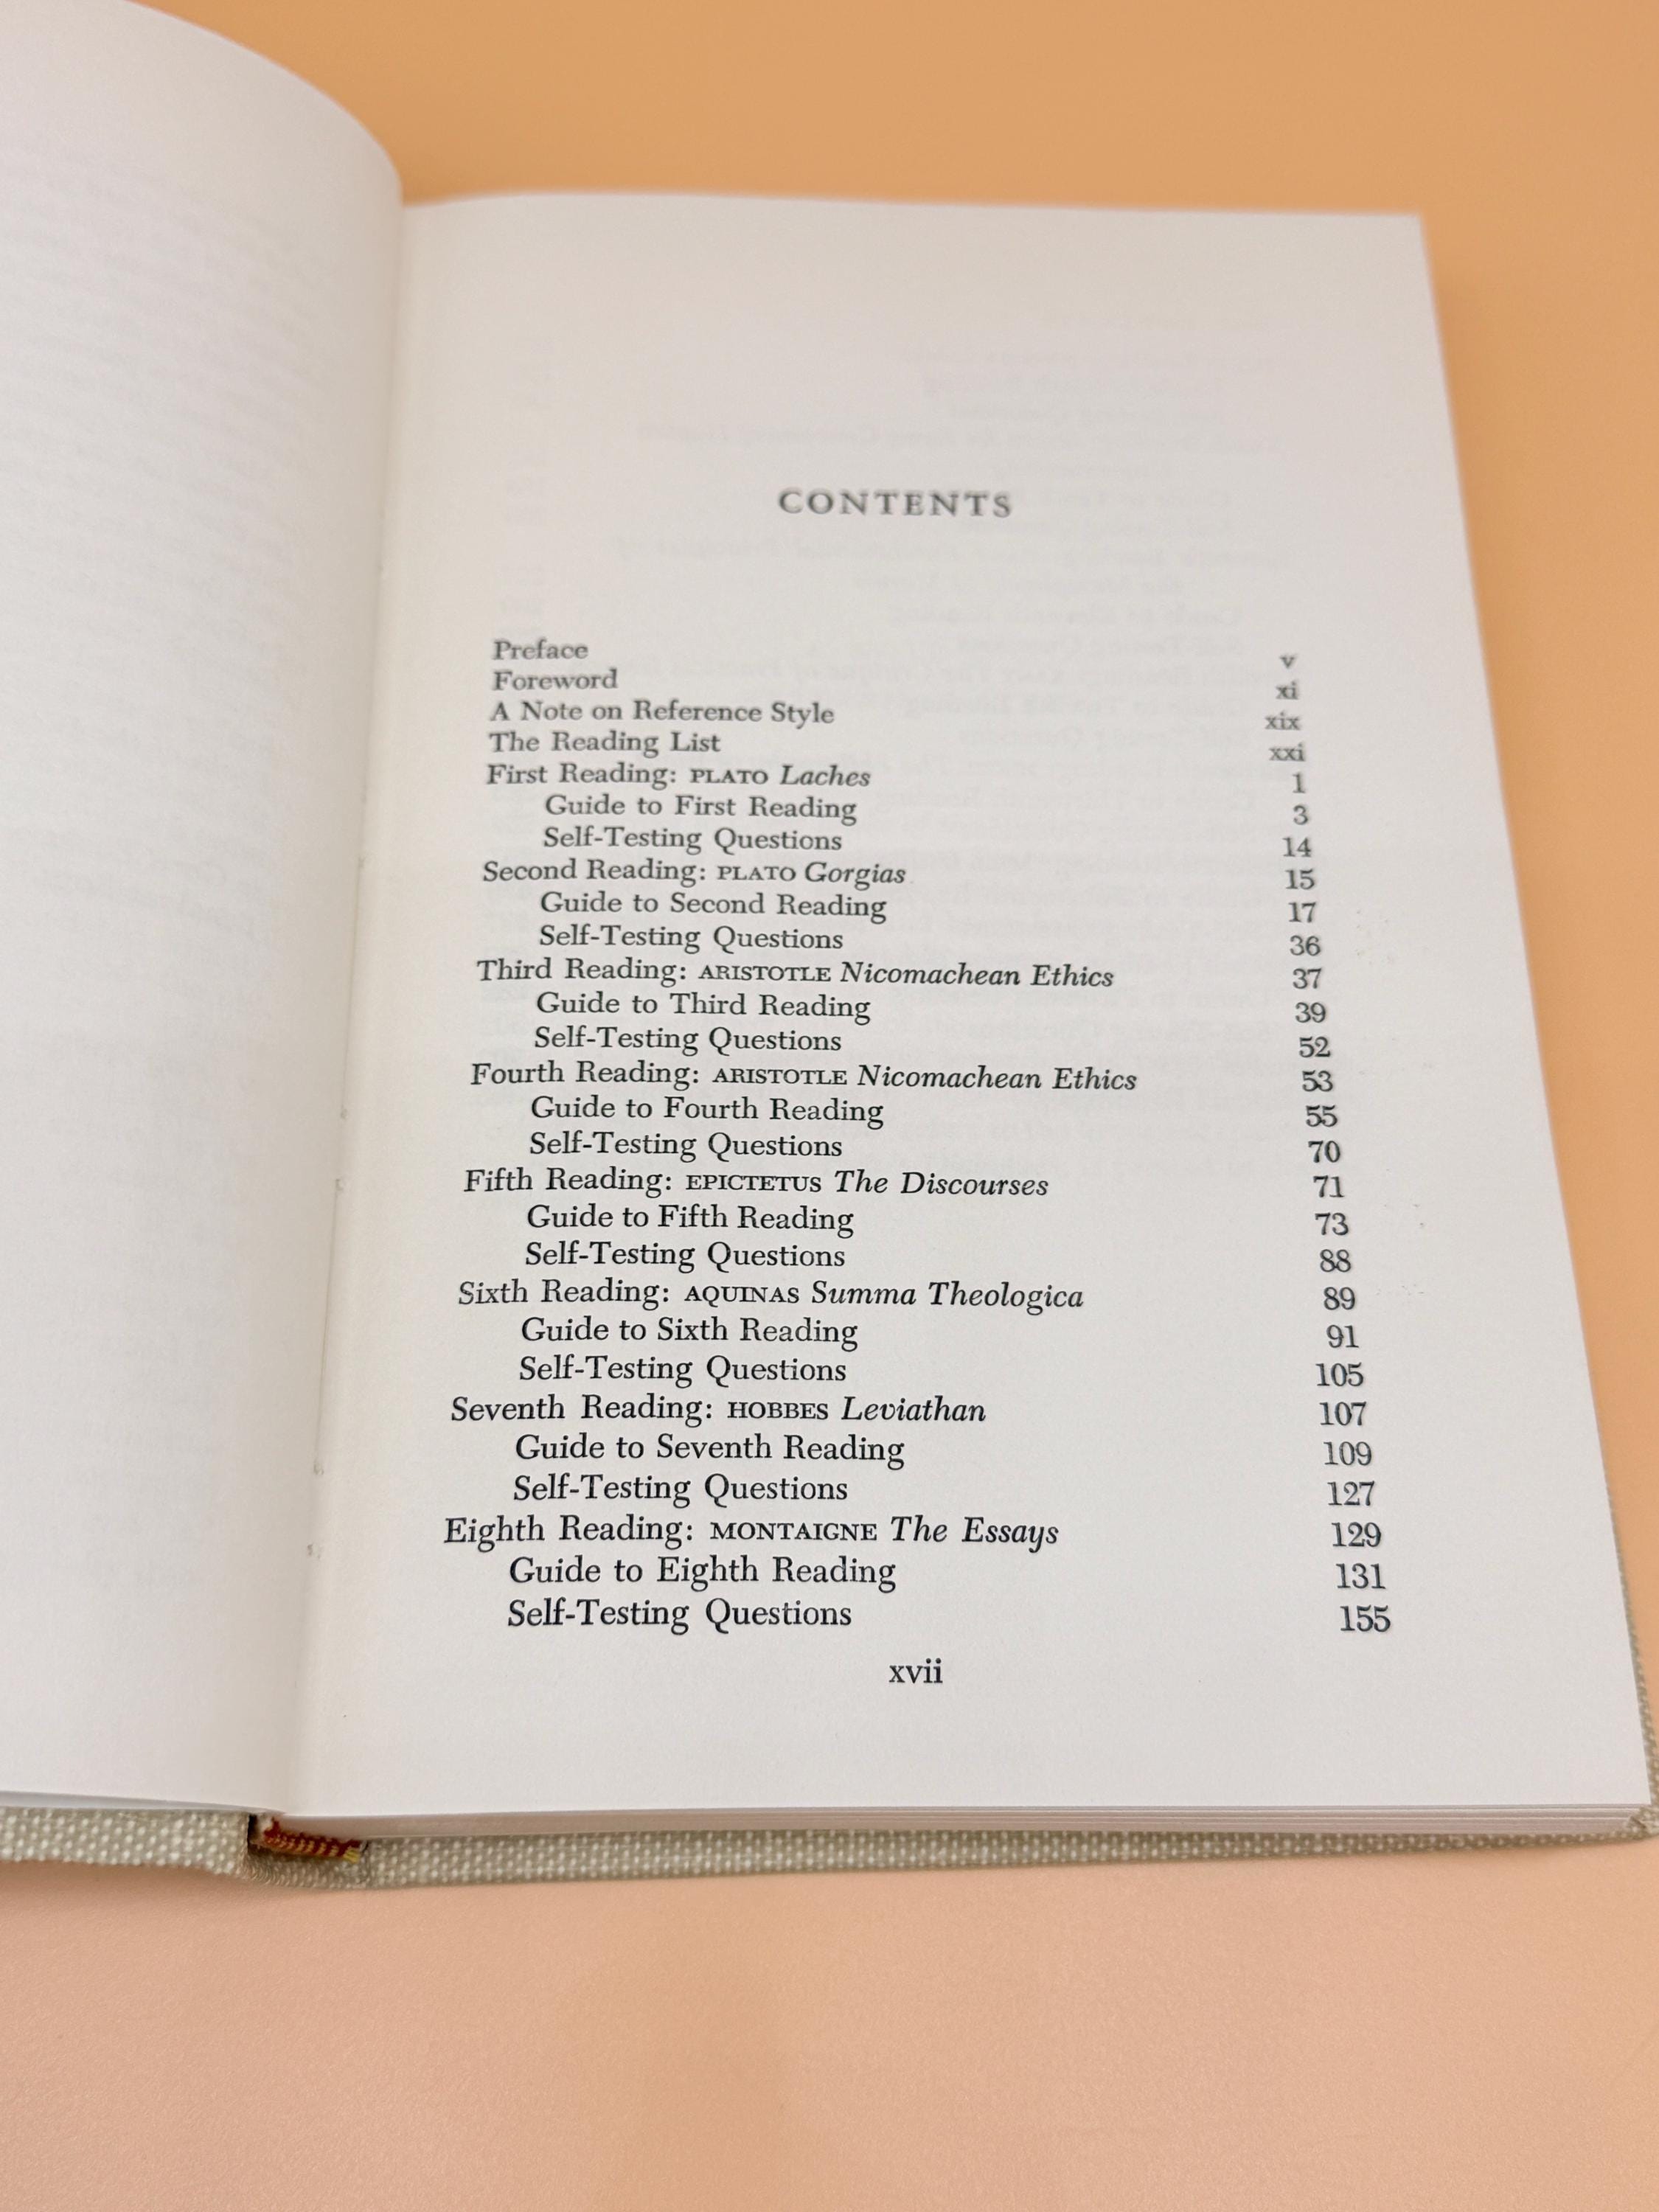 CONTENTS
Preface v
Foreword xi
A Note on Reference Style xix
The Reading List xxi
First Reading: PLATO Laches 1
Guide to First Reading 3
Self-Testing Questions 14
Second Reading: PLATO Gorgias 15
Guide to Second Reading 17
Self-Testing Questions 36
Third Reading: ARISTOTLE Nicomachean Ethics 37
Guide to Third Reading 39
Self-Testing Questions 52
Fourth Reading: ARISTOTLE Nicomachean Ethics 53
Guide to Fourth Reading 55
Self-Testing Questions 70
Fifth Reading: EPICTETUS The Discourses 71
Guide to Fifth Reading 73
Self-Testing Questions 88
Sixth Reading: AQUINAS Summa Theologica 89
Guide to Sixth Reading 91
Self-Testing Questions 105
Seventh Reading: HOBBES Leviathan 107
Guide to Seventh Reading 109
Self-Testing Questions 127
Eighth Reading: MONTAIGNE The Essays 129
Guide to Eighth Reading 131
Self-Testing Questions 155
xvii